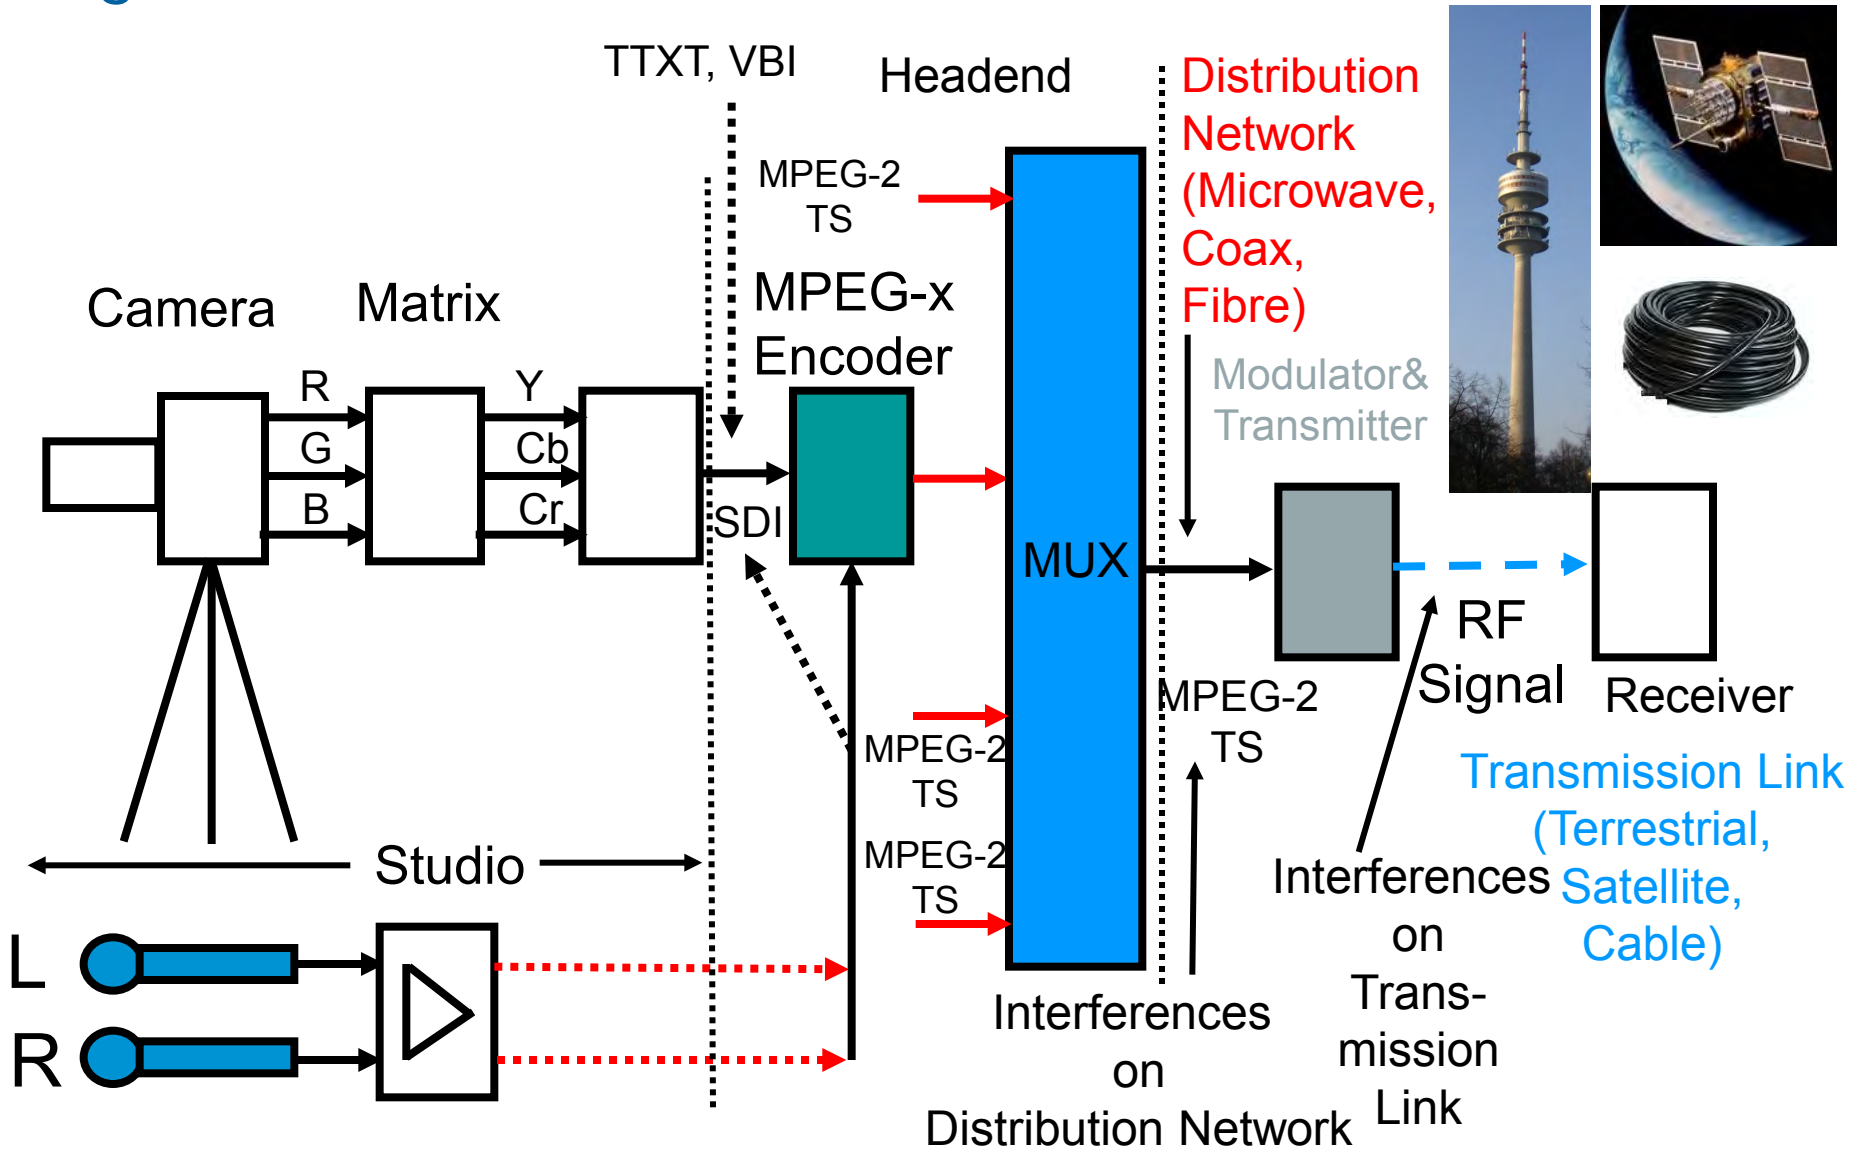 TTXT, VBI
Headend
Distribution
Network
(Microwave,
Coax,
Fibre)
MPEG-2
TS
Camera
Matrix
MPEG-x
Encoder
Modulator&
Transmitter
R
G
B
Y
Cb
Cr
SDI
MUX
RF
Signal
MPEG-2
TS
Receiver
MPEG-2
TS
MPEG-2
TS
Transmission Link
(Terrestrial,
Satellite,
Cable)
Studio
L
R
Interferences
on
Distribution Network
Interferences
on
Trans-
mission
Link